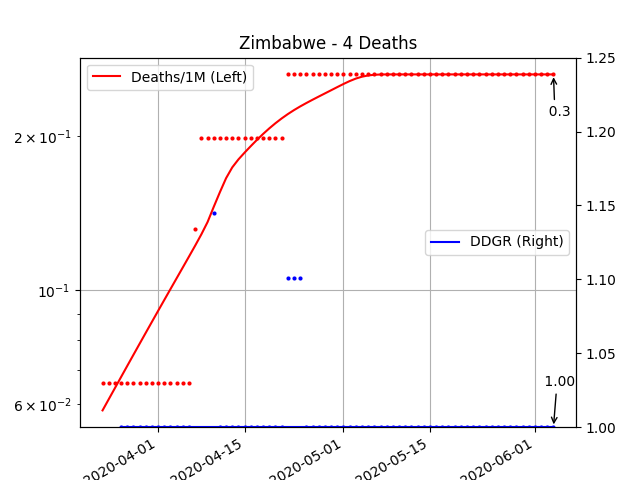 Zimbabwe - 4 Deaths
Deaths/1M (Left)
DDGR (Right)
2 × 10⁻¹
10⁻¹
6 × 10⁻²
1.25
1.20
1.15
1.10
1.05
1.00
0.3
1.00
2020-04-01
2020-04-15
2020-05-01
2020-05-15
2020-06-01